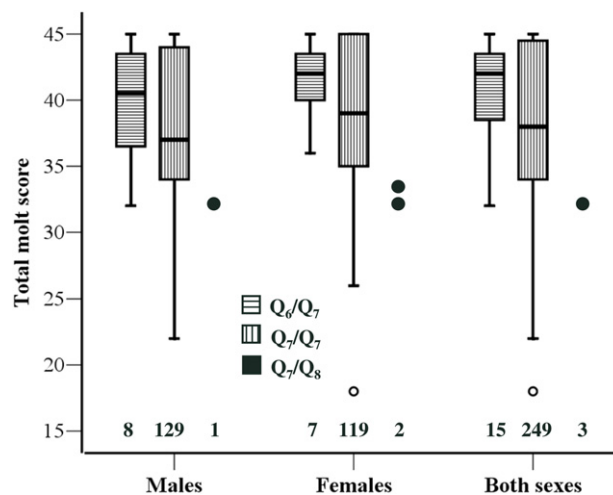 Total molt score
45
40
35
30
25
20
15
Q6/Q7
Q7/Q7
Q7/Q8
8 129 1 7 119 2 15 249 3
Males Females Both sexes